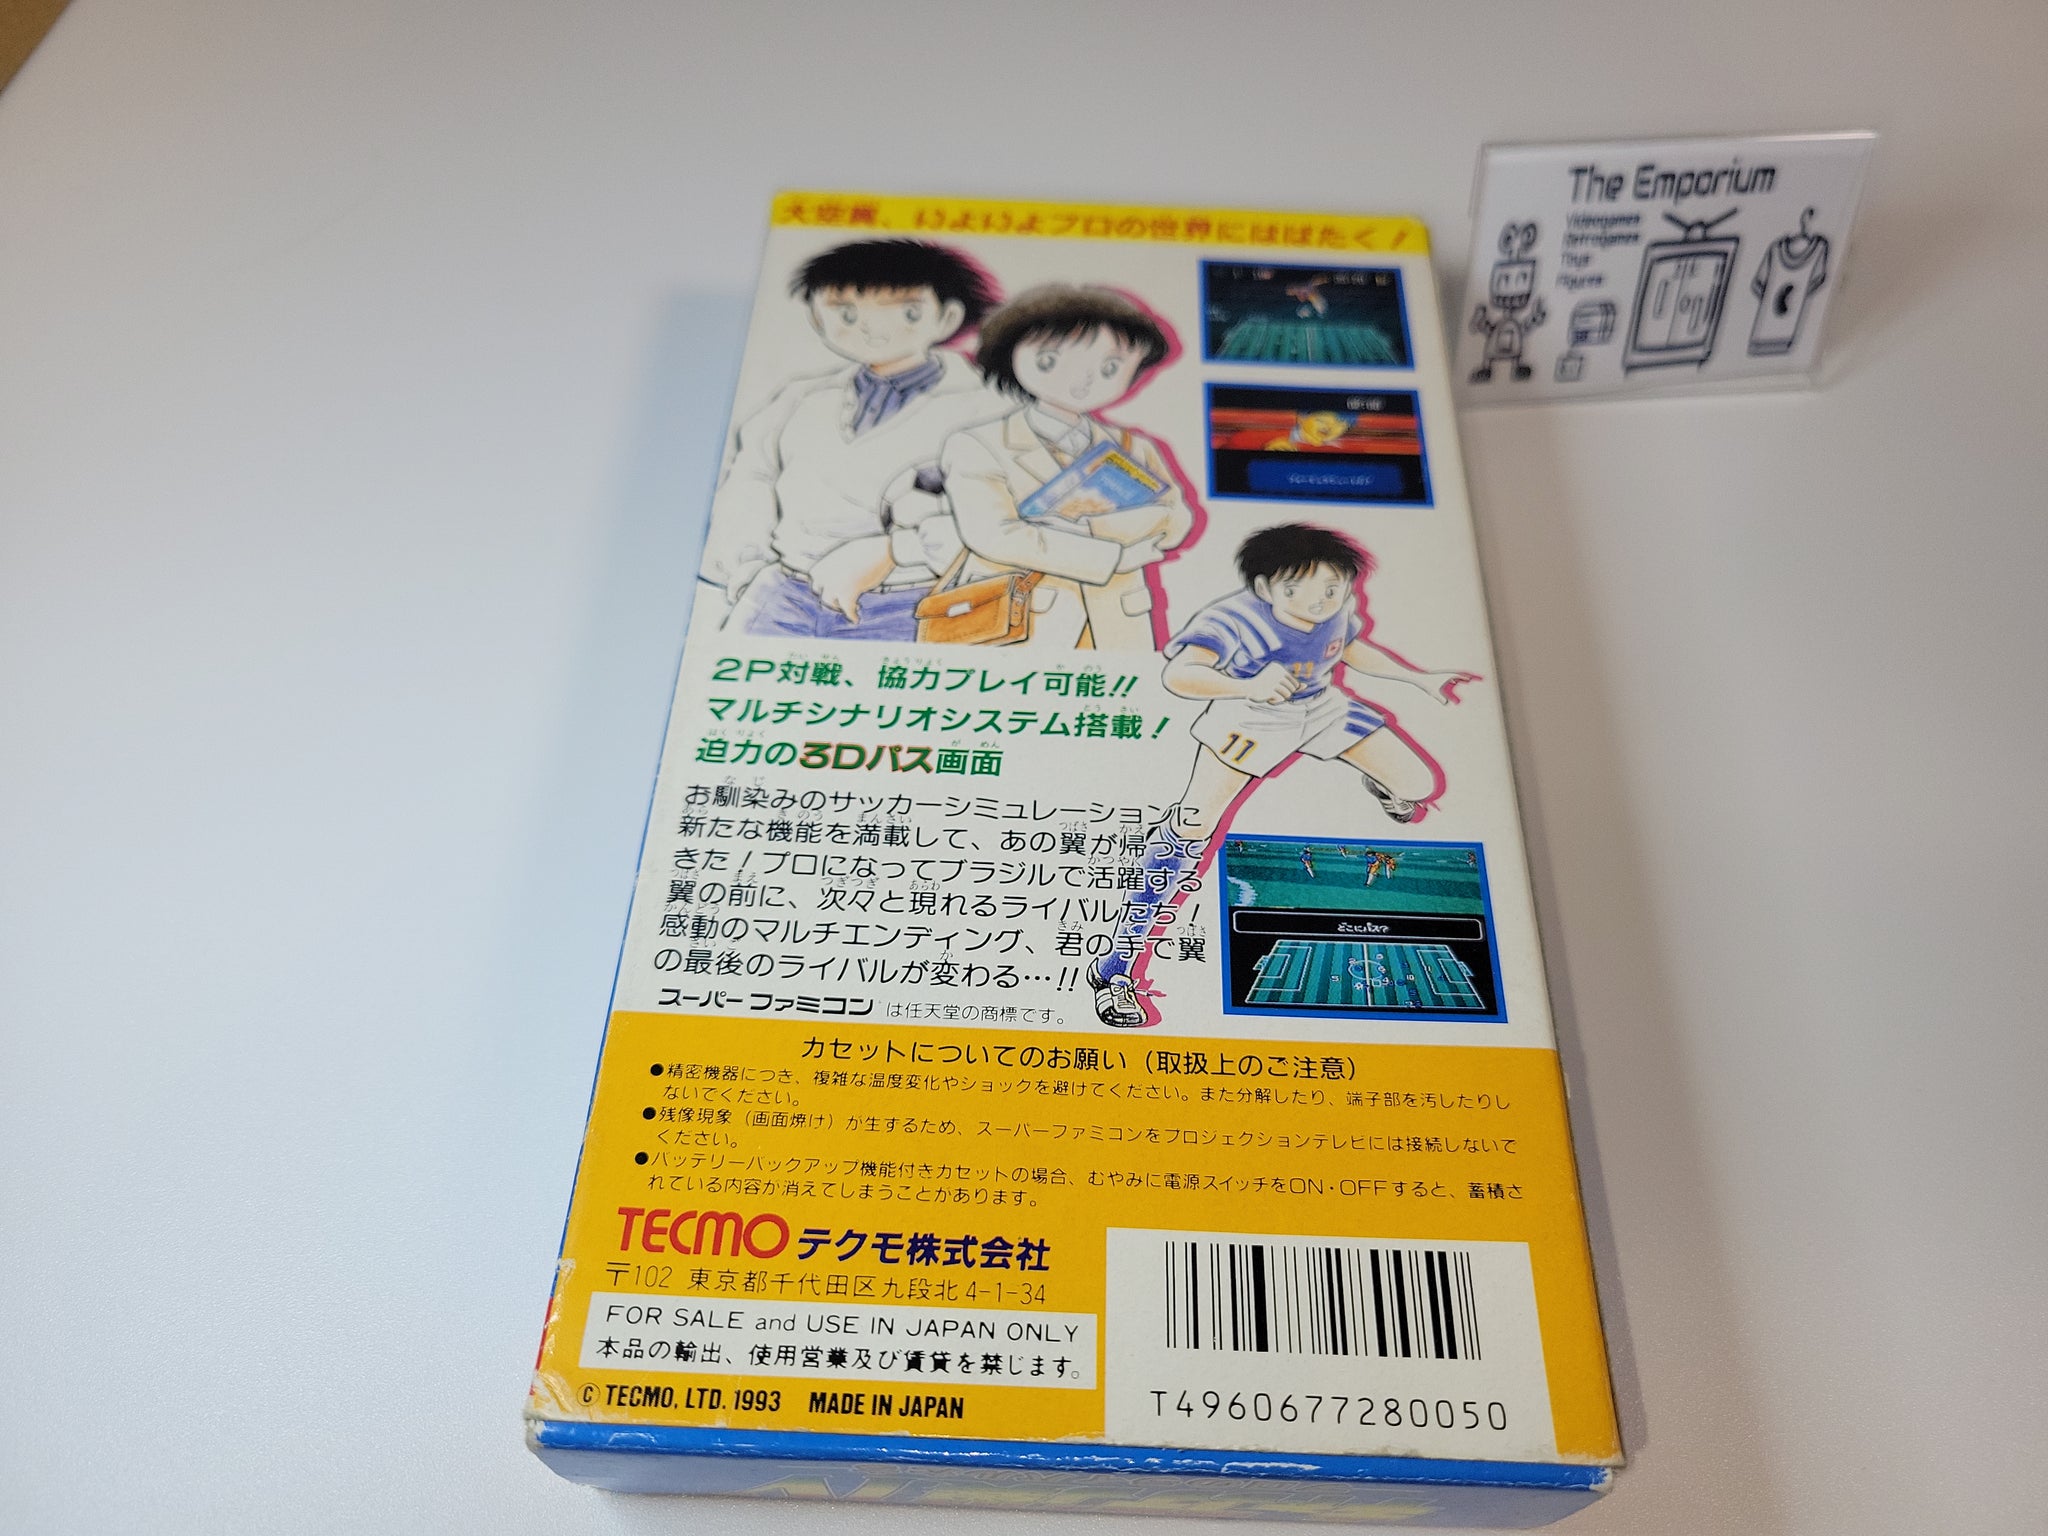 The Emporium
Videogames
Retrogames
Toys
Figures
大空翼、いよいよプロの世界にはばたく！
2P対戦、協力プレイ可能!!
マルチシナリオシステム搭載！
迫力の3Dパス画面
お馴染みのサッカーシミュレーションに
新たな機能を満載して、あの翼が帰って
きた！プロになってブラジルで活躍する
翼の前に、次々と現れるライバルたち！
感動のマルチエンディング、君の手で翼
の最後のライバルが変わる…!!
スーパーファミコンは任天堂の商標です。
11
11
どこにパス？
カセットについてのお願い（取扱上のご注意）
●精密機器につき、複雑な温度変化やショックを避けてください。また分解したり、端子部を汚したりし
ないでください。
●残像現象（画面焼け）が生ずるため、スーパーファミコンをプロジェクションテレビには接続しないで
ください。
●バッテリーバックアップ機能付きカセットの場合、むやみに電源スイッチをON・OFFすると、蓄積さ
れている内容が消えてしまうことがあります。
TECMO テクモ株式会社
〒102 東京都千代田区九段北4-1-34
FOR SALE and USE IN JAPAN ONLY
本品の輸出、使用営業及び賃貸を禁じます。
© TECMO, LTD. 1993 MADE IN JAPAN
T4960677280050